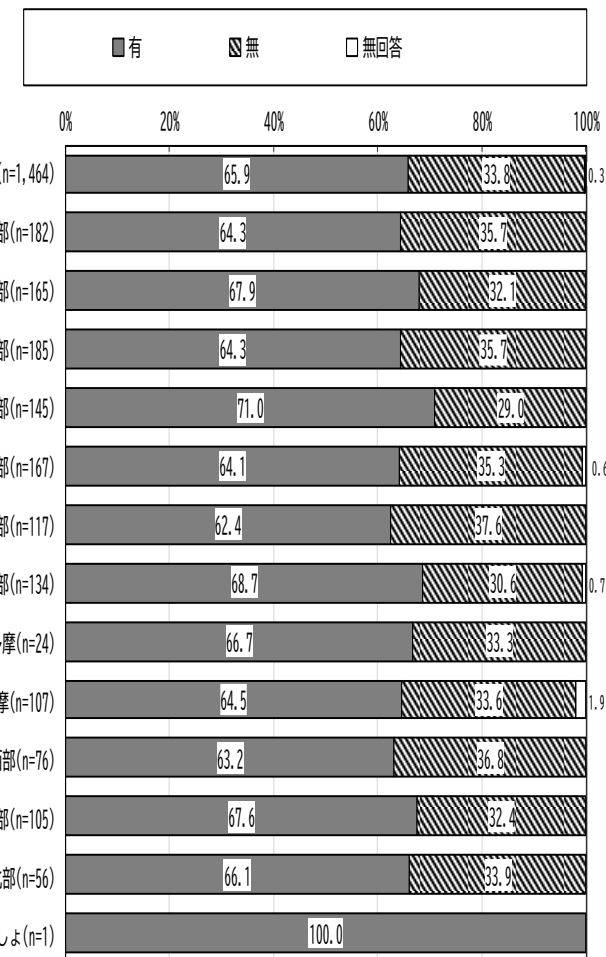 有 無 無回答
0% 20% 40% 60% 80% 100%
(n=1,464) 65.9 33.8 0.3
部(n=182) 64.3 35.7
部(n=165) 67.9 32.1
部(n=185) 64.3 35.7
部(n=145) 71.0 29.0
部(n=167) 64.1 35.3 0.6
部(n=117) 62.4 37.6
部(n=134) 68.7 30.6 0.7
摩(n=24) 66.7 33.3
摩(n=107) 64.5 33.6 1.9
部(n=76) 63.2 36.8
部(n=105) 67.6 32.4
部(n=56) 66.1 33.9
しょ(n=1) 100.0